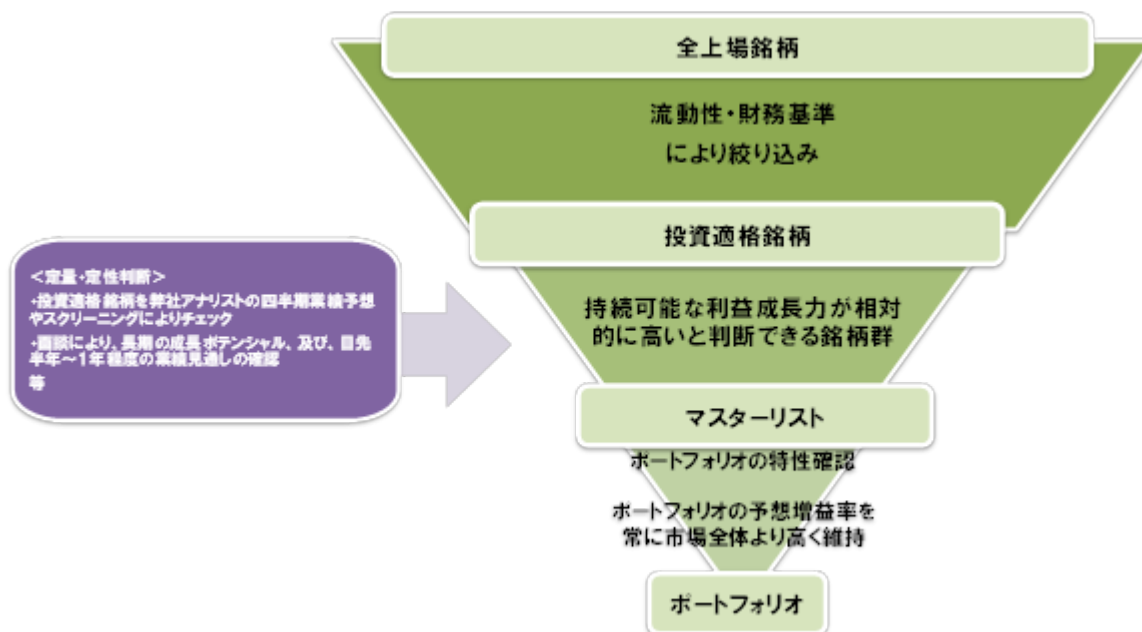 全上場銘柄
流動性・財務基準
により絞り込み
投資適格銘柄
<定量・定性判断>
・投資適格銘柄を弊社アナリストの四半期業績予想
やスクリーニングによりチェック
・面談により、長期の成長ポテンシャル、及び、目先
半年～1年程度の業績見通しの確認
等
持続可能な利益成長力が相対
的に高いと判断できる銘柄群
マスターリスト
ポートフォリオの特性確認
ポートフォリオの予想増益率を
常に市場全体より高く維持
ポートフォリオ